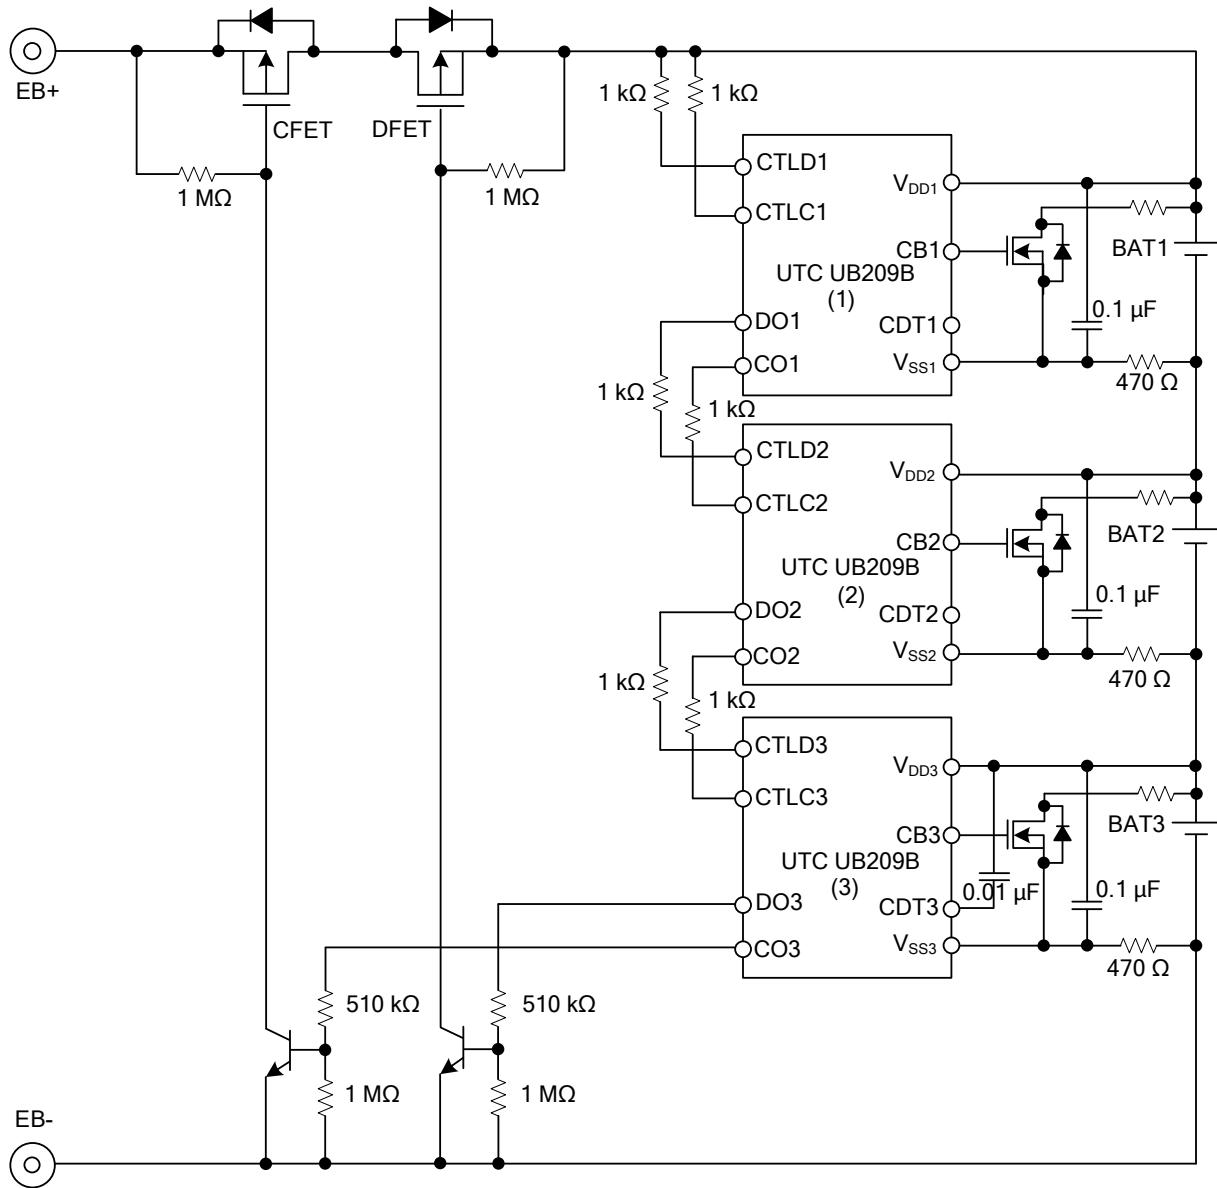 EB+
CFET
DFET
1 MΩ
1 MΩ
1 kΩ
1 kΩ
CTLD1
CTLC1
VDD1
CB1
UTC UB209B
(1)
BAT1
DO1
CDT1
0.1 µF
CO1
VSS1
470 Ω
1 kΩ
1 kΩ
CTLD2
CTLC2
VDD2
CB2
UTC UB209B
(2)
BAT2
DO2
CDT2
0.1 µF
CO2
VSS2
470 Ω
1 kΩ
1 kΩ
CTLD3
CTLC3
VDD3
CB3
UTC UB209B
(3)
BAT3
DO3
CDT3
0.01 µF
0.1 µF
CO3
VSS3
470 Ω
510 kΩ
510 kΩ
1 MΩ
1 MΩ
EB-